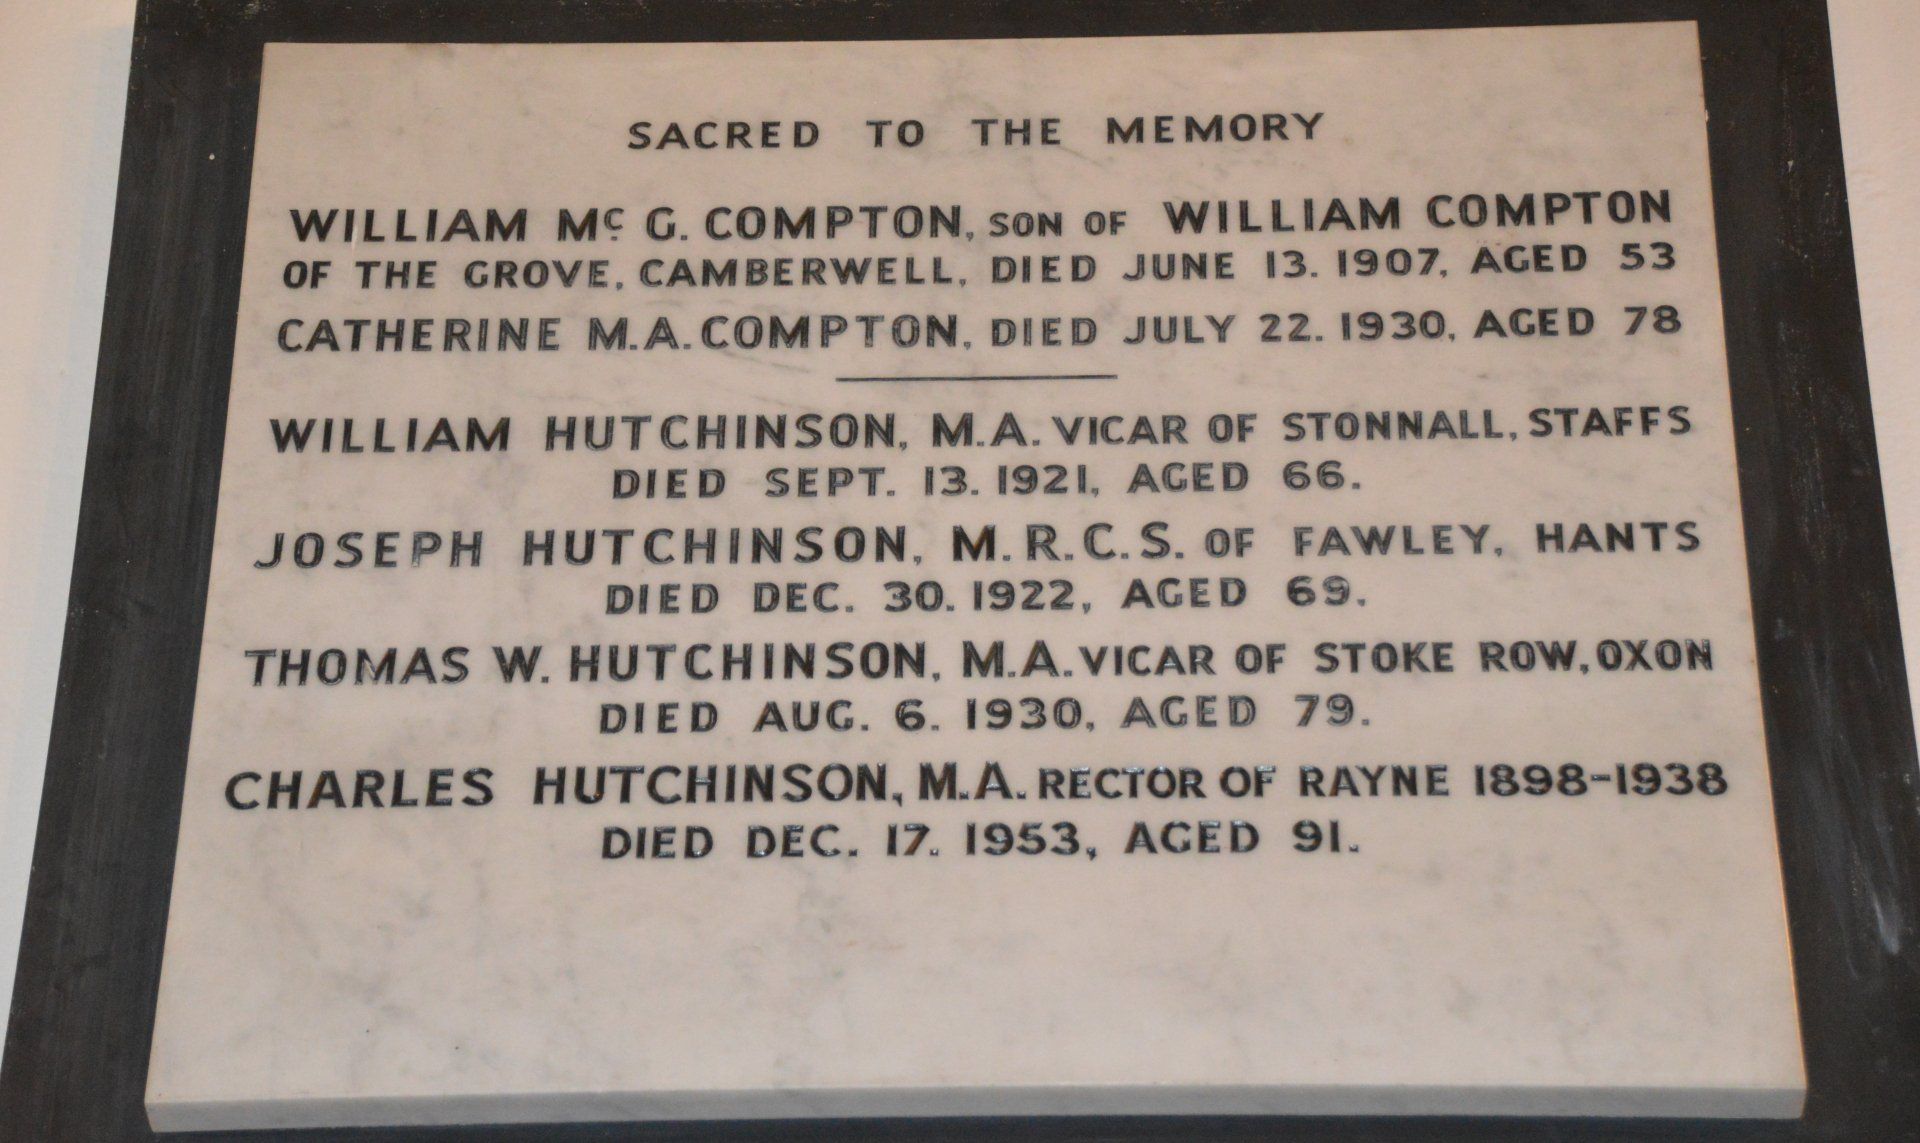 SACRED TO THE MEMORY
WILLIAM Mc G. COMPTON, SON OF WILLIAM COMPTON
OF THE GROVE, CAMBERWELL, DIED JUNE 13. 1907, AGED 53
CATHERINE M.A. COMPTON, DIED JULY 22. 1930, AGED 78
WILLIAM HUTCHINSON, M.A. VICAR OF STONNALL, STAFFS
DIED SEPT. 13. 1921, AGED 66.
JOSEPH HUTCHINSON, M.R.C.S. OF FAWLEY, HANTS
DIED DEC. 30. 1922, AGED 69.
THOMAS W. HUTCHINSON, M.A. VICAR OF STOKE ROW, OXON
DIED AUG. 6. 1930, AGED 79.
CHARLES HUTCHINSON, M.A. RECTOR OF RAYNE 1898-1938
DIED DEC. 17. 1953, AGED 91.